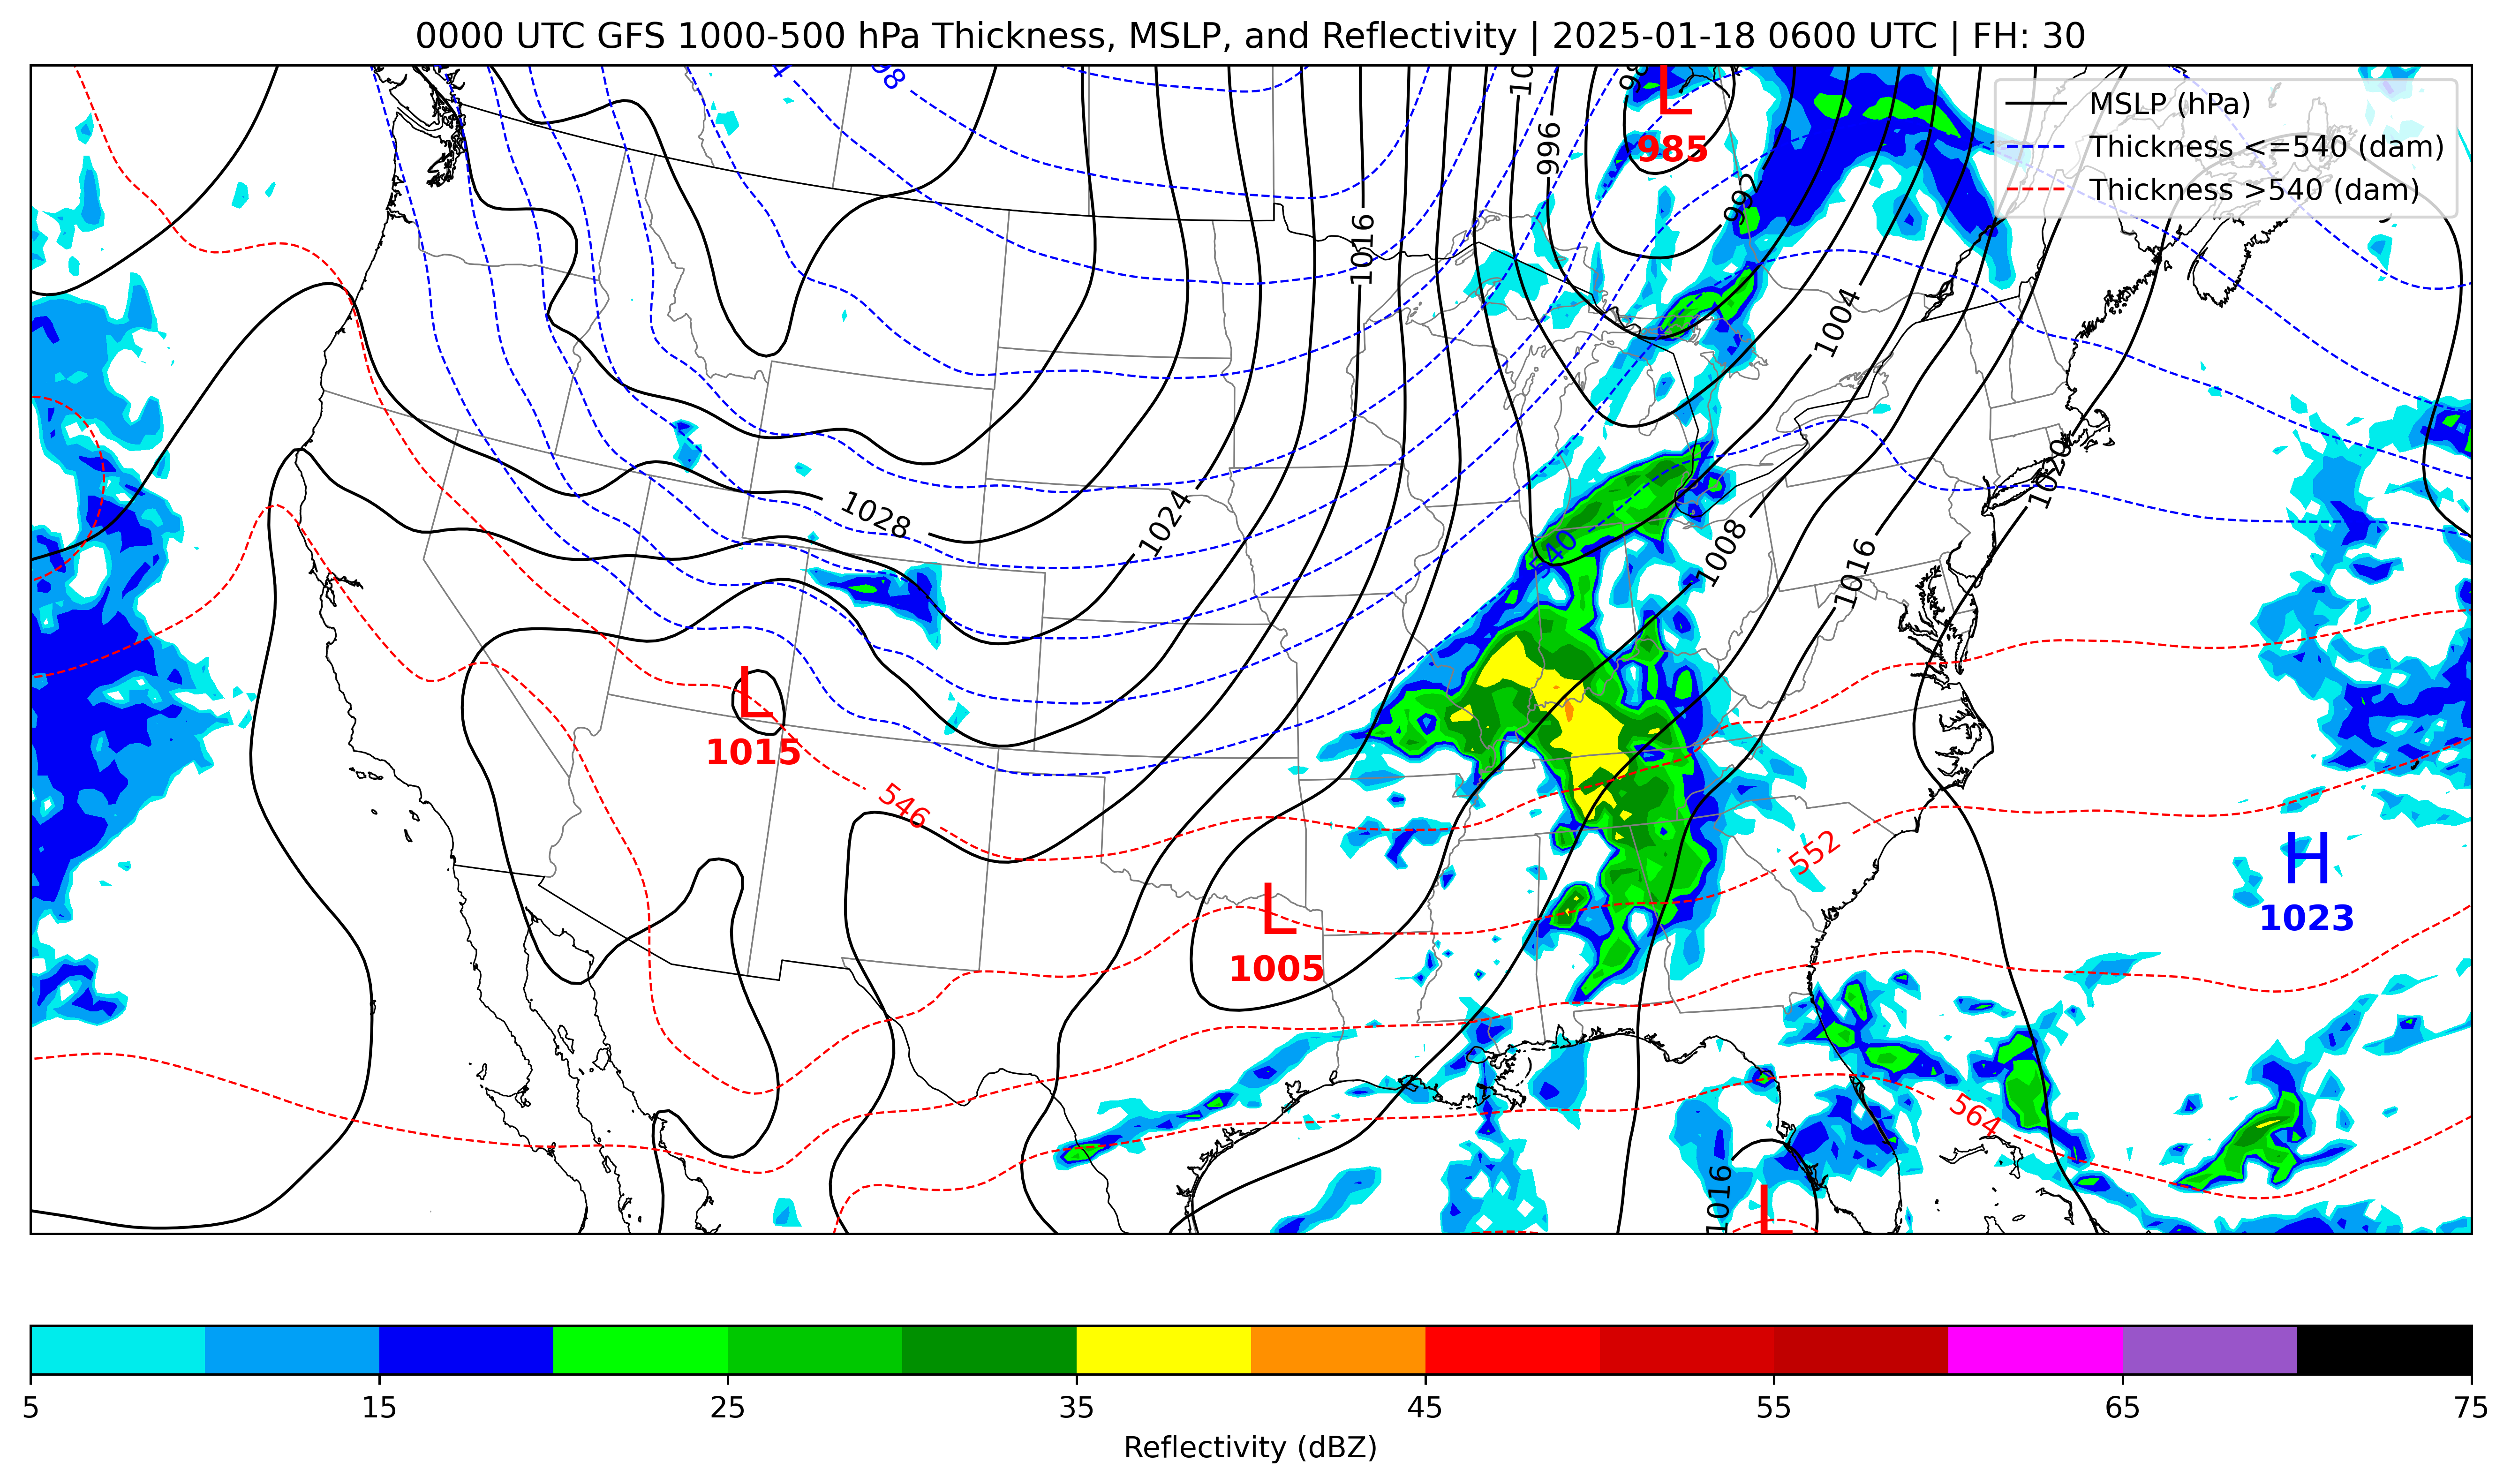 0000 UTC GFS 1000-500 hPa Thickness, MSLP, and Reflectivity | 2025-01-18 0600 UTC | FH: 30
MSLP (hPa)
Thickness <=540 (dam)
Thickness >540 (dam)
L
985
996
992
1016
1004
1020
1028
1024
540
1008
1016
1016
L
1015
546
552
L
1005
H
1023
564
1016
L
5 15 25 35 45 55 65 75
Reflectivity (dBZ)